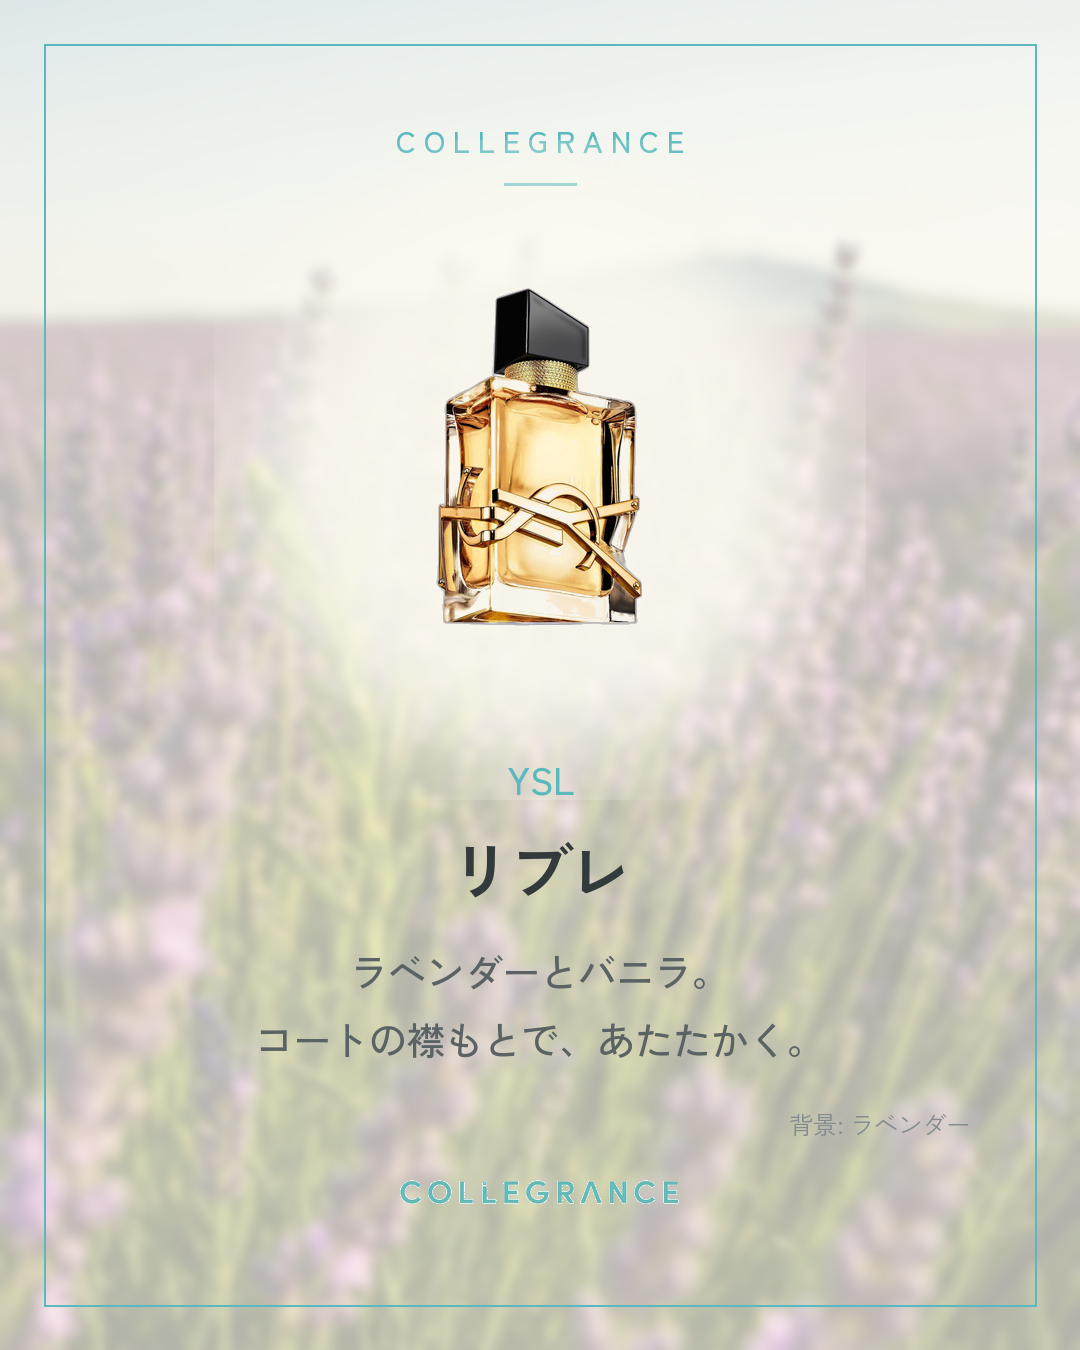 COLLEGRANCE
YSL
リブレ
ラベンダーとバニラ。
コートの襟もとで、あたたかく。
背景: ラベンダー
COLLEGRANCE